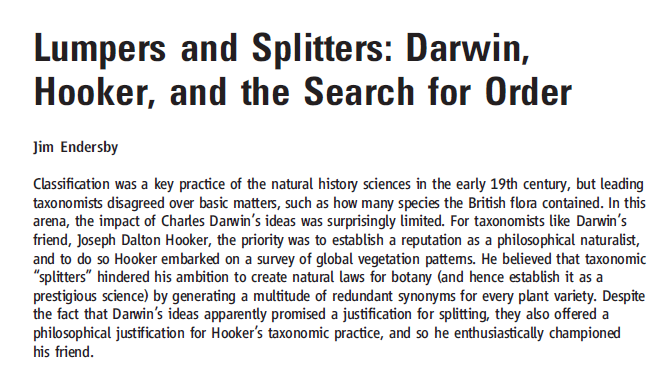 Lumpers and Splitters: Darwin,
Hooker, and the Search for Order
Jim Endersby
Classification was a key practice of the natural history sciences in the early 19th century, but leading
taxonomists disagreed over basic matters, such as how many species the British flora contained. In this
arena, the impact of Charles Darwin's ideas was surprisingly limited. For taxonomists like Darwin's
friend, Joseph Dalton Hooker, the priority was to establish a reputation as a philosophical naturalist,
and to do so Hooker embarked on a survey of global vegetation patterns. He believed that taxonomic
“splitters” hindered his ambition to create natural laws for botany (and hence establish it as a
prestigious science) by generating a multitude of redundant synonyms for every plant variety. Despite
the fact that Darwin's ideas apparently promised a justification for splitting, they also offered a
philosophical justification for Hooker's taxonomic practice, and so he enthusiastically championed
his friend.